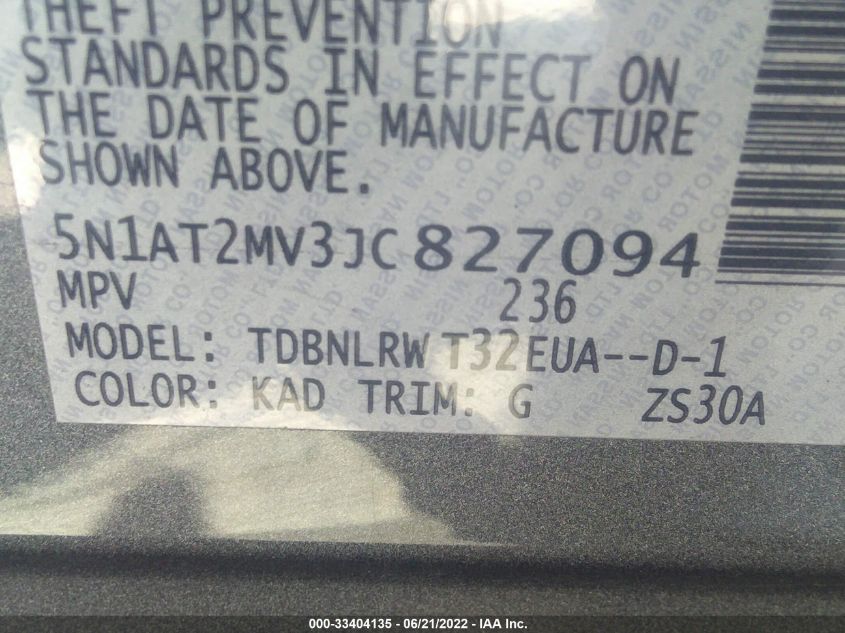 THEFT PREVENTION
STANDARDS IN EFFECT ON
THE DATE OF MANUFACTURE
SHOWN ABOVE.
5N1AT2MV3JC827094
MPV 236
MODEL: TDBNLRW T32EUA--D-1
COLOR: KAD TRIM: G ZS30A
000-33404135 - 06/21/2022 - © IAA, Inc.